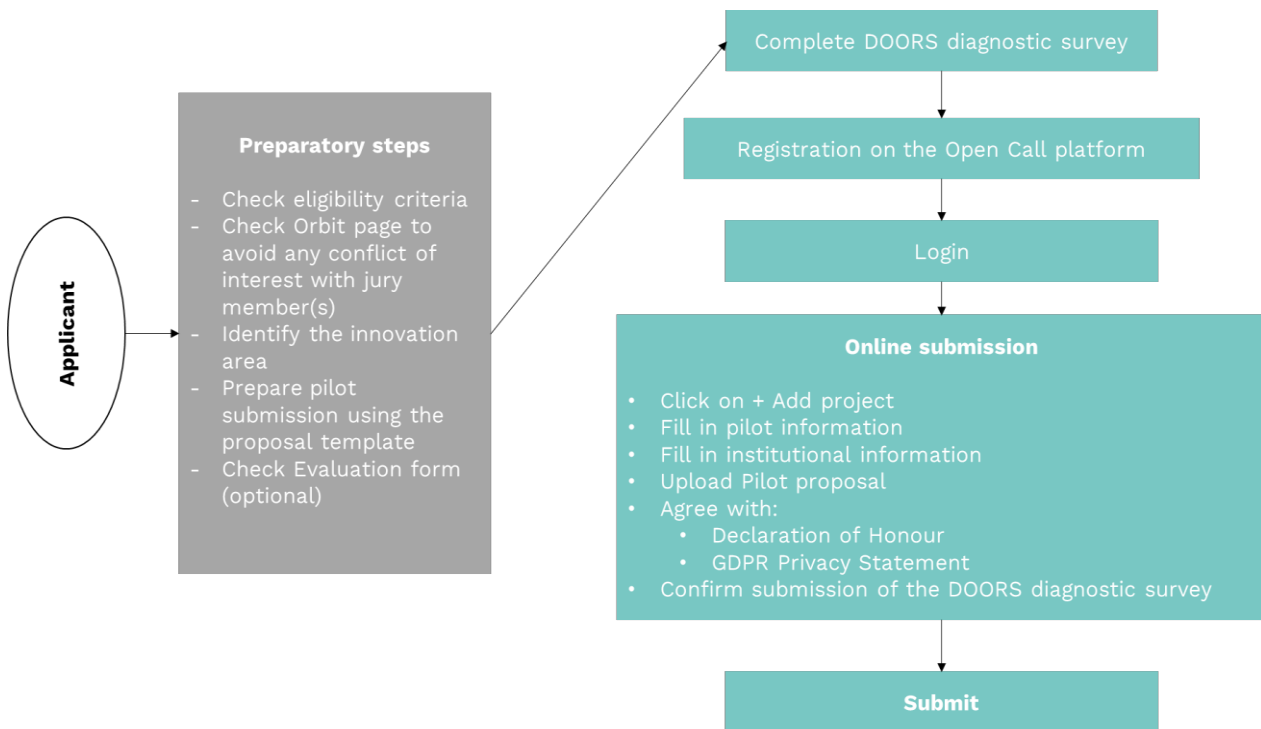 Applicant
Preparatory steps
- Check eligibility criteria
- Check Orbit page to
avoid any conflict of
interest with jury
member(s)
- Identify the innovation
area
- Prepare pilot
submission using the
proposal template
- Check Evaluation form
(optional)
Complete DOORS diagnostic survey
Registration on the Open Call platform
Login
Online submission
• Click on + Add project
• Fill in pilot information
• Fill in institutional information
• Upload Pilot proposal
• Agree with:
• Declaration of Honour
• GDPR Privacy Statement
• Confirm submission of the DOORS diagnostic survey
Submit